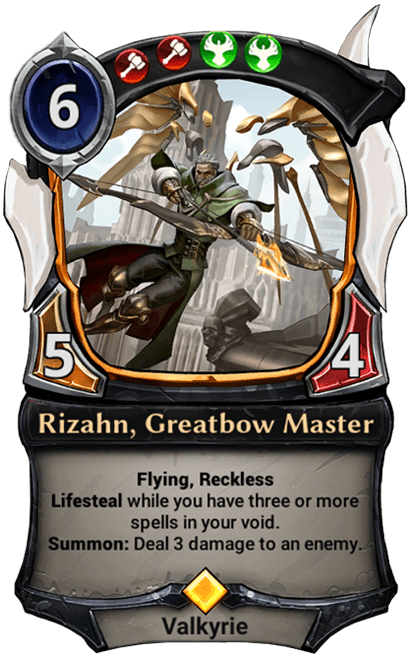 6
5
4
Rizahn, Greatbow Master
Flying, Reckless
Lifesteal while you have three or more
spells in your void.
Summon: Deal 3 damage to an enemy.
Valkyrie